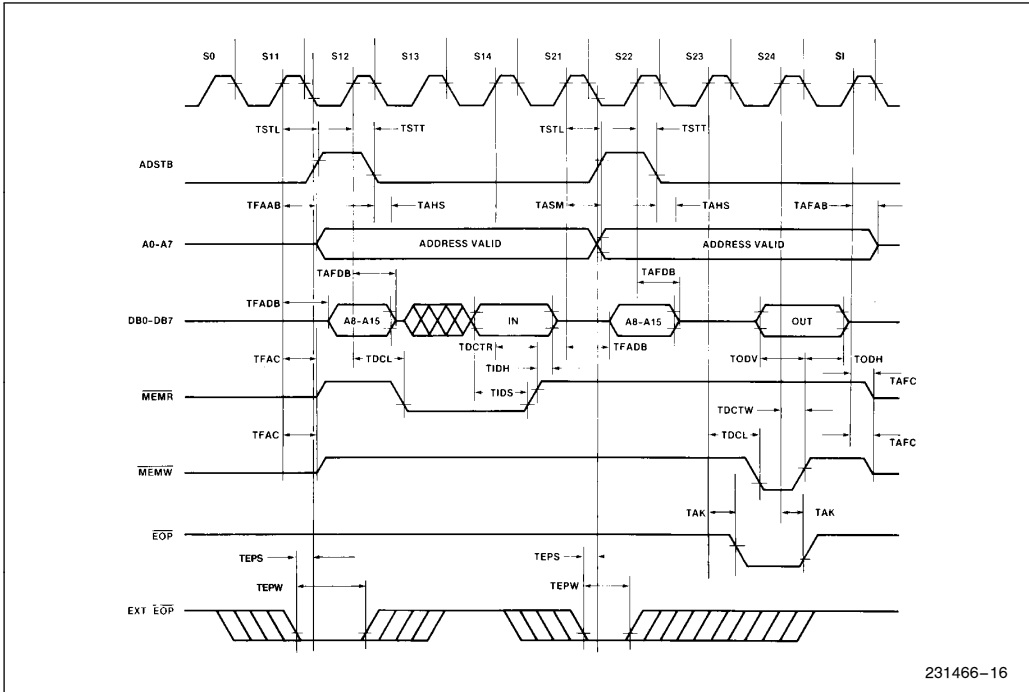 S0 S11 S12 S13 S14 S21 S22 S23 S24 SI
TSTL TSTT TSTL TSTT
ADSTB
TFAAB TAHS TASM TAHS TAFAB
A0-A7 ADDRESS VALID ADDRESS VALID
TAFDB TAFDB
TFADB
DB0-DB7 A8-A15 IN A8-A15 OUT
TDCTR TFADB
TFAC TDCL TIDH TODV TODH
TAFC
MEMR TIDS
TDCTW
TFAC TDCL TAFC
MEMW
TAK TAK
EOP
TEPS TEPS
TEPW TEPW
EXT EOP
231466-16